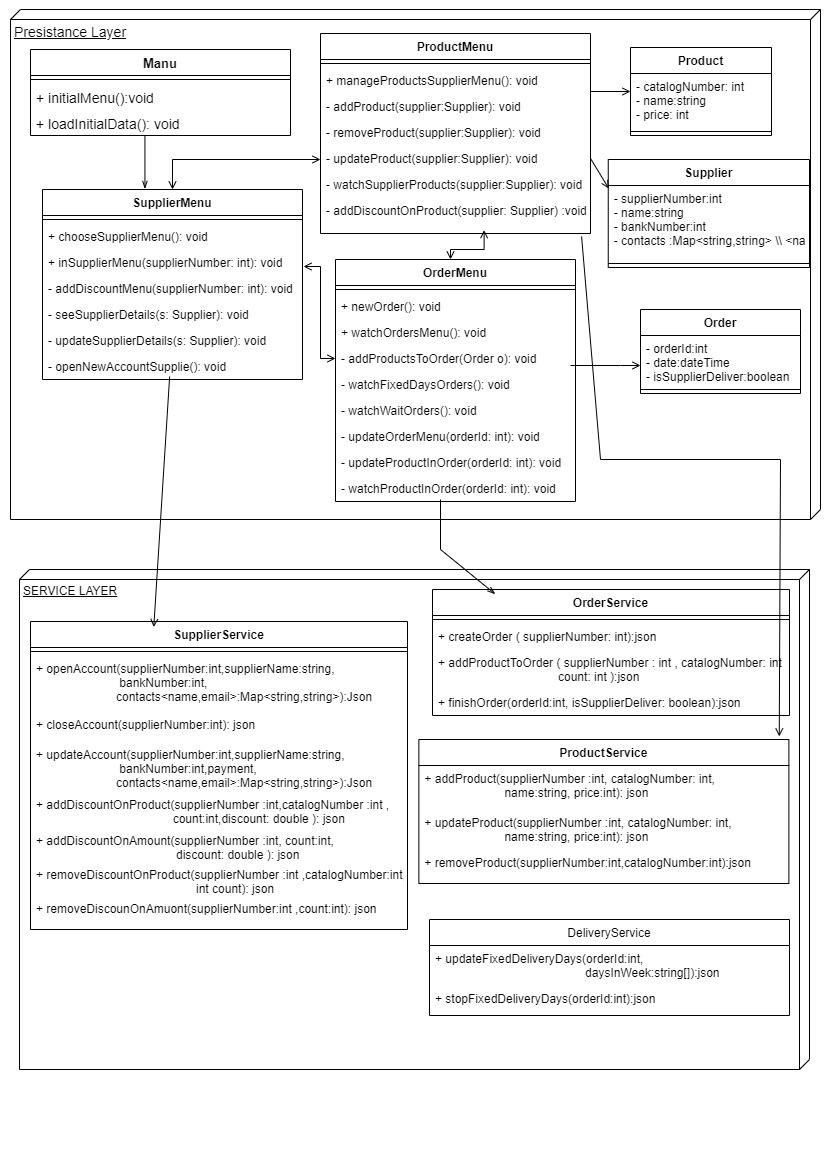 Presistance Layer
Manu
+ initialMenu():void
+ loadInitialData(): void
ProductMenu
+ manageProductsSupplierMenu(): void
- addProduct(supplier:Supplier): void
- removeProduct(supplier:Supplier): void
- updateProduct(supplier:Supplier): void
- watchSupplierProducts(supplier:Supplier): void
- addDiscountOnProduct(supplier: Supplier) :void
Product
- catalogNumber: int
- name:string
- price: int
Supplier
- supplierNumber:int
- name:string
- bankNumber:int
- contacts :Map<string,string> \\ <na
SupplierMenu
+ chooseSupplierMenu(): void
+ inSupplierMenu(supplierNumber: int): void
- addDiscountMenu(supplierNumber: int): void
- seeSupplierDetails(s: Supplier): void
- updateSupplierDetails(s: Supplier): void
- openNewAccountSupplie(): void
OrderMenu
+ newOrder(): void
+ watchOrdersMenu(): void
- addProductsToOrder(Order o): void
- watchFixedDaysOrders(): void
- watchWaitOrders(): void
- updateOrderMenu(orderId: int): void
- updateProductInOrder(orderId: int): void
- watchProductInOrder(orderId: int): void
Order
- orderId:int
- date:dateTime
- isSupplierDeliver:boolean
SERVICE LAYER
SupplierService
+ openAccount(supplierNumber:int,supplierName:string,
bankNumber:int,
contacts<name,email>:Map<string,string>):Json
+ closeAccount(supplierNumber:int): json
+ updateAccount(supplierNumber:int,supplierName:string,
bankNumber:int,payment,
contacts<name,email>:Map<string,string>):Json
+ addDiscountOnProduct(supplierNumber :int,catalogNumber :int ,
count:int,discount: double ): json
+ addDiscountOnAmount(supplierNumber :int, count:int,
discount: double ): json
+ removeDiscountOnProduct(supplierNumber :int ,catalogNumber:int
int count): json
+ removeDiscounOnAmuont(supplierNumber:int ,count:int): json
OrderService
+ createOrder ( supplierNumber: int):json
+ addProductToOrder ( supplierNumber : int , catalogNumber: int
count: int ):json
+ finishOrder(orderId:int, isSupplierDeliver: boolean):json
ProductService
+ addProduct(supplierNumber :int, catalogNumber: int,
name:string, price:int): json
+ updateProduct(supplierNumber :int, catalogNumber: int,
name:string, price:int): json
+ removeProduct(supplierNumber:int,catalogNumber:int):json
DeliveryService
+ updateFixedDeliveryDays(orderId:int,
daysInWeek:string[]):json
+ stopFixedDeliveryDays(orderId:int):json